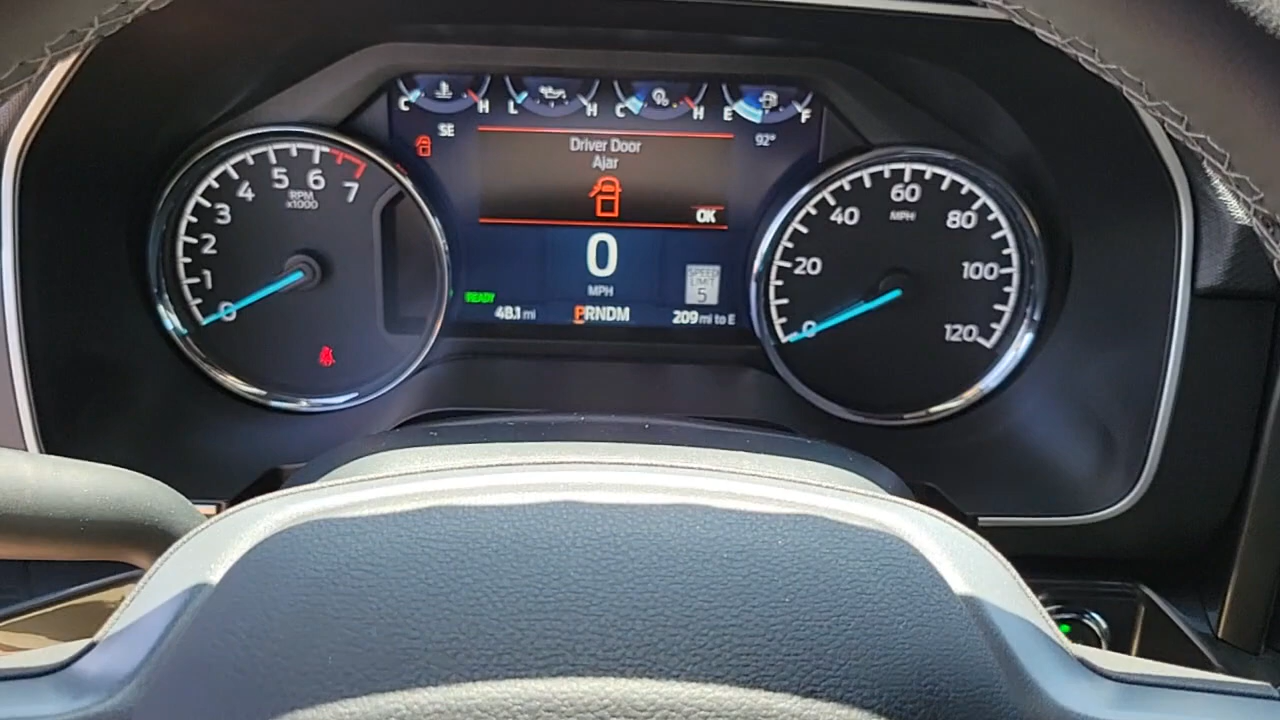 C H L H C H E F
SE
92°
Driver Door
Ajar
OK
0
MPH
SPEED
LIMIT
5
READY
48.1 mi
PRNDM
209 mi to E
0 1 2 3 4 5 6 7
RPM
x1000
0 20 40 60 80 100 120
MPH